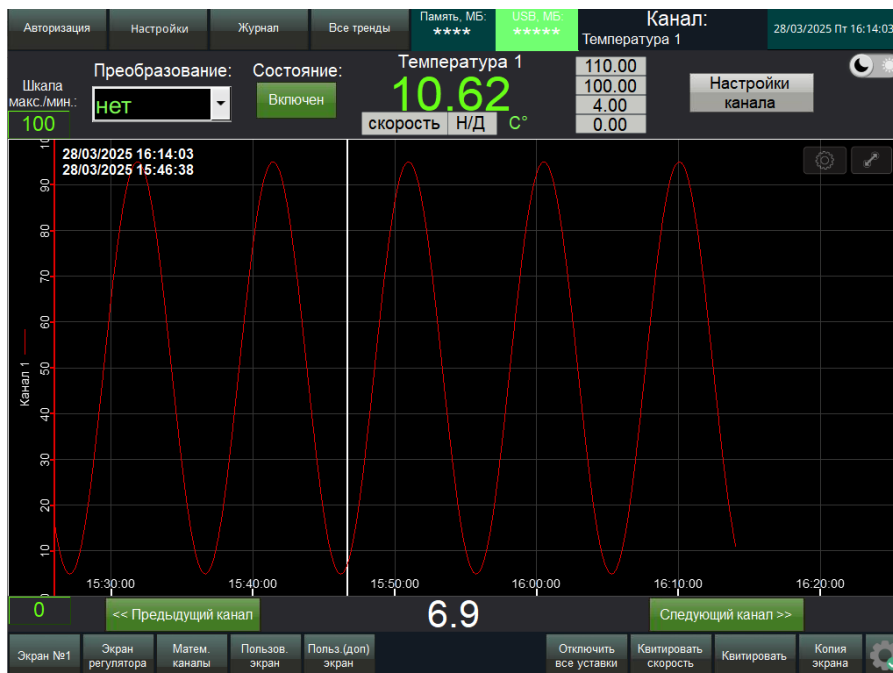 Авторизация
Настройки
Журнал
Все тренды
Память, МБ:
****
USB, МБ:
*****
Канал:
Температура 1
28/03/2025 Пт 16:14:03
Шкала
макс./мин.:
100
Преобразование:
нет
Состояние:
Включен
Температура 1
10.62
скорость Н/Д C°
110.00
100.00
4.00
0.00
Настройки
канала
28/03/2025 16:14:03
28/03/2025 15:46:38
90
80
70
60
50
40
30
20
10
Канал 1
15:30:00
15:40:00
15:50:00
16:00:00
16:10:00
16:20:00
0
<< Предыдущий канал
6.9
Следующий канал >>
Экран №1
Экран
регулятора
Матем.
каналы
Пользов.
экран
Польз.(доп)
экран
Отключить
все уставки
Квитировать
скорость
Квитировать
Копия
экрана